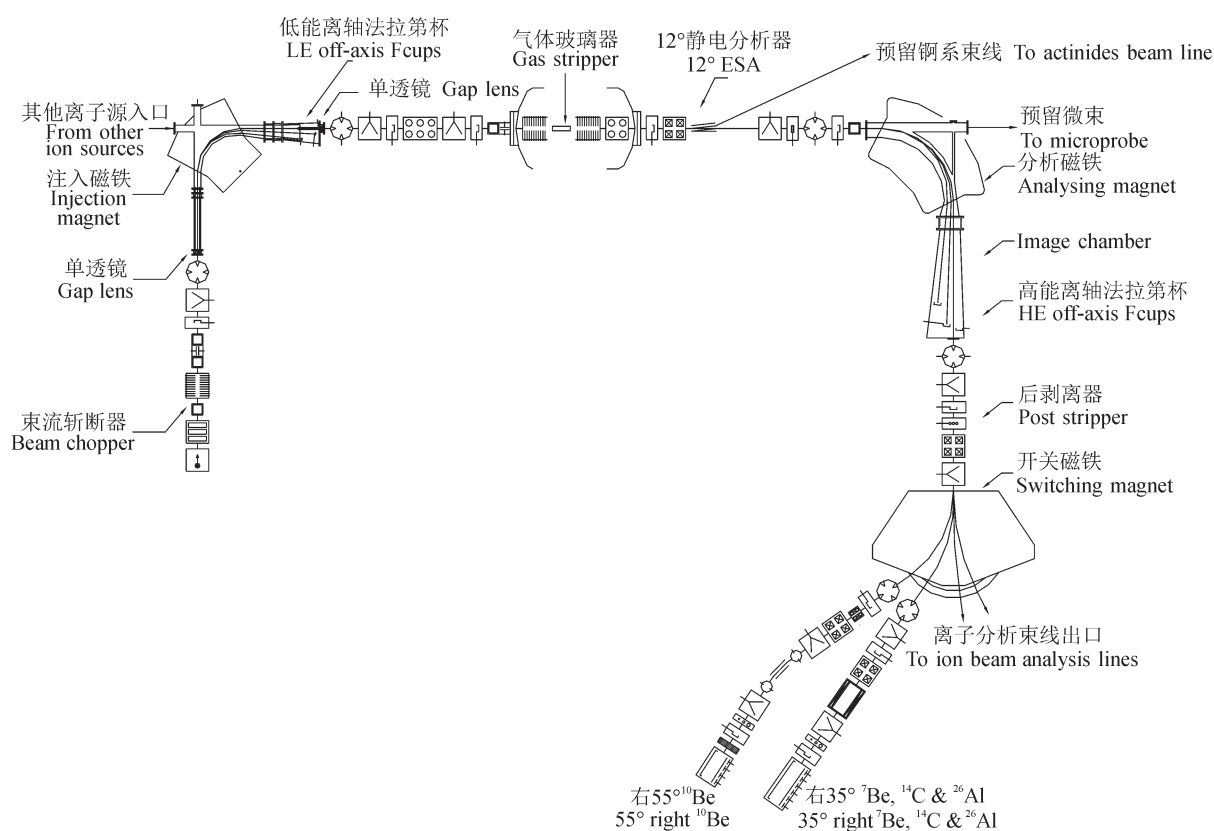 低能离轴法拉第杯
LE off-axis Fcups
单透镜 Gap lens
气体玻璃器
Gas stripper
12°静电分析器
12° ESA
预留锕系束线 To actinides beam line
其他离子源入口
From other
ion sources
注入磁铁
Injection
magnet
预留微束
To microprobe
分析磁铁
Analysing magnet
Image chamber
单透镜
Gap lens
高能离轴法拉第杯
HE off-axis Fcups
束流斩断器
Beam chopper
后剥离器
Post stripper
开关磁铁
Switching magnet
离子分析束线出口
To ion beam analysis lines
右55°¹⁰Be
55° right ¹⁰Be
右35° ⁷Be, ¹⁴C & ²⁶Al
35° right ⁷Be, ¹⁴C & ²⁶Al